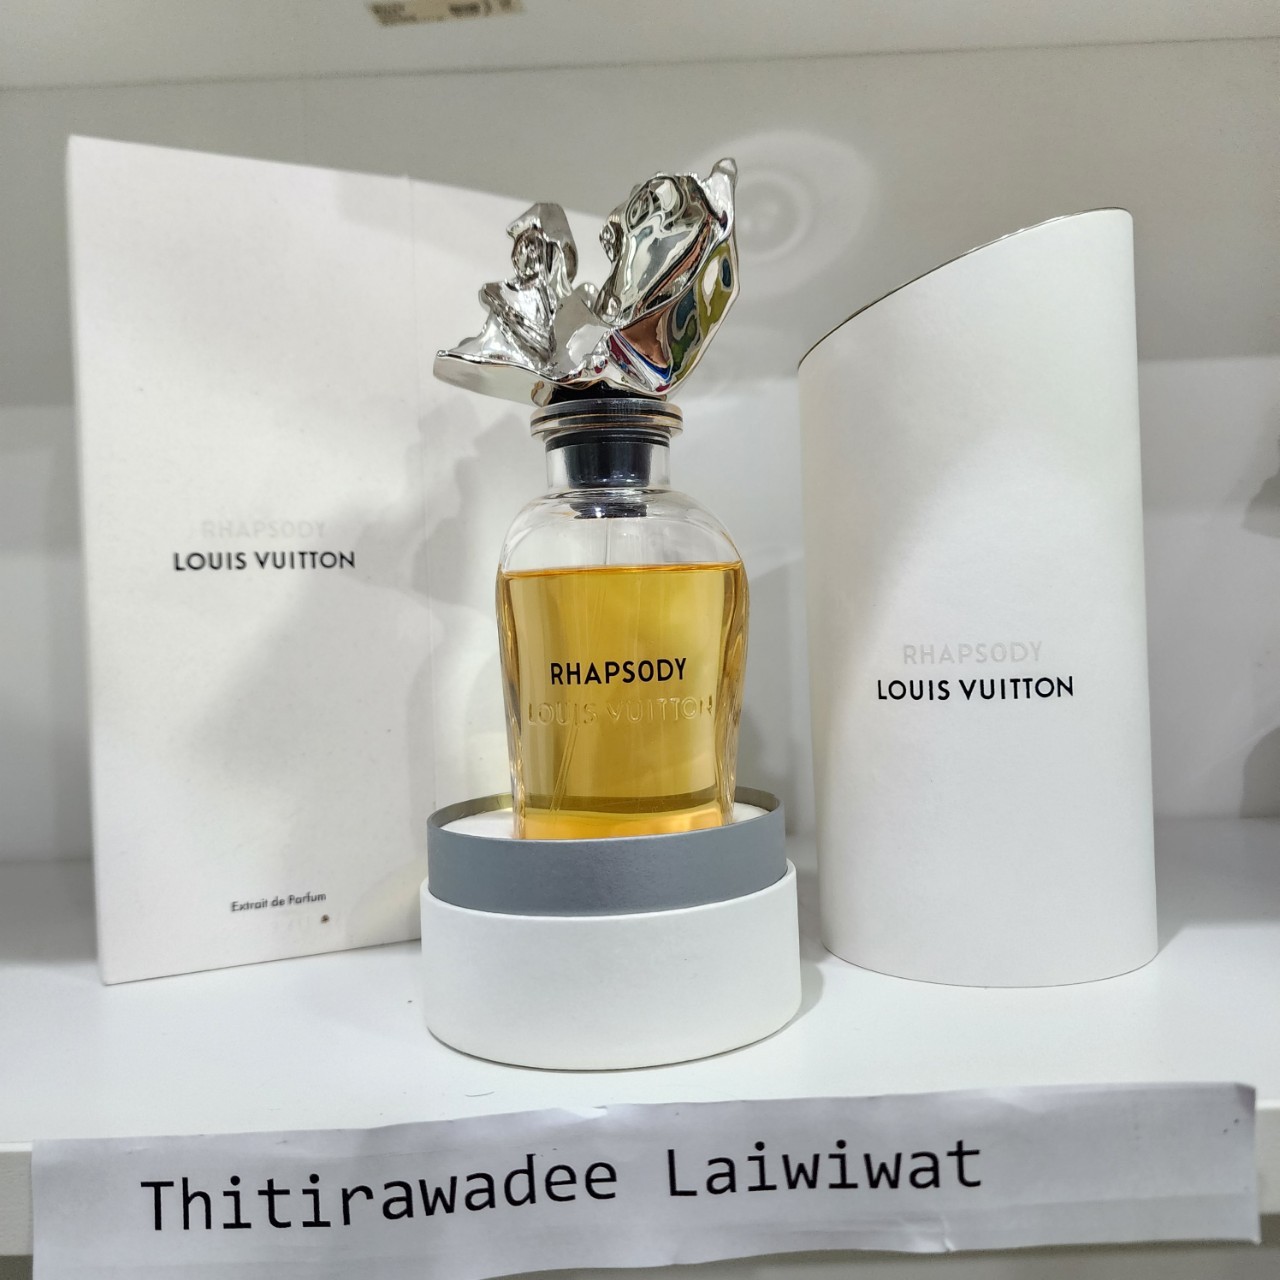 RHAPSODY
LOUIS VUITTON
Extrait de Parfum
RHAPSODY
LOUIS VUITTON
RHAPSODY
LOUIS VUITTON
Thitirawadee Laiwiwat